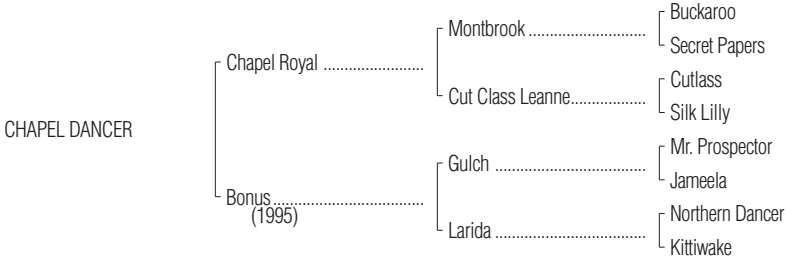 Buckaroo
Montbrook ..............................
Secret Papers
Chapel Royal ..........................
Cutlass
Cut Class Leanne...................
Silk Lilly
CHAPEL DANCER
Mr. Prospector
Gulch ......................................
Jameela
Bonus ......................................
(1995)
Northern Dancer
Larida ......................................
Kittiwake